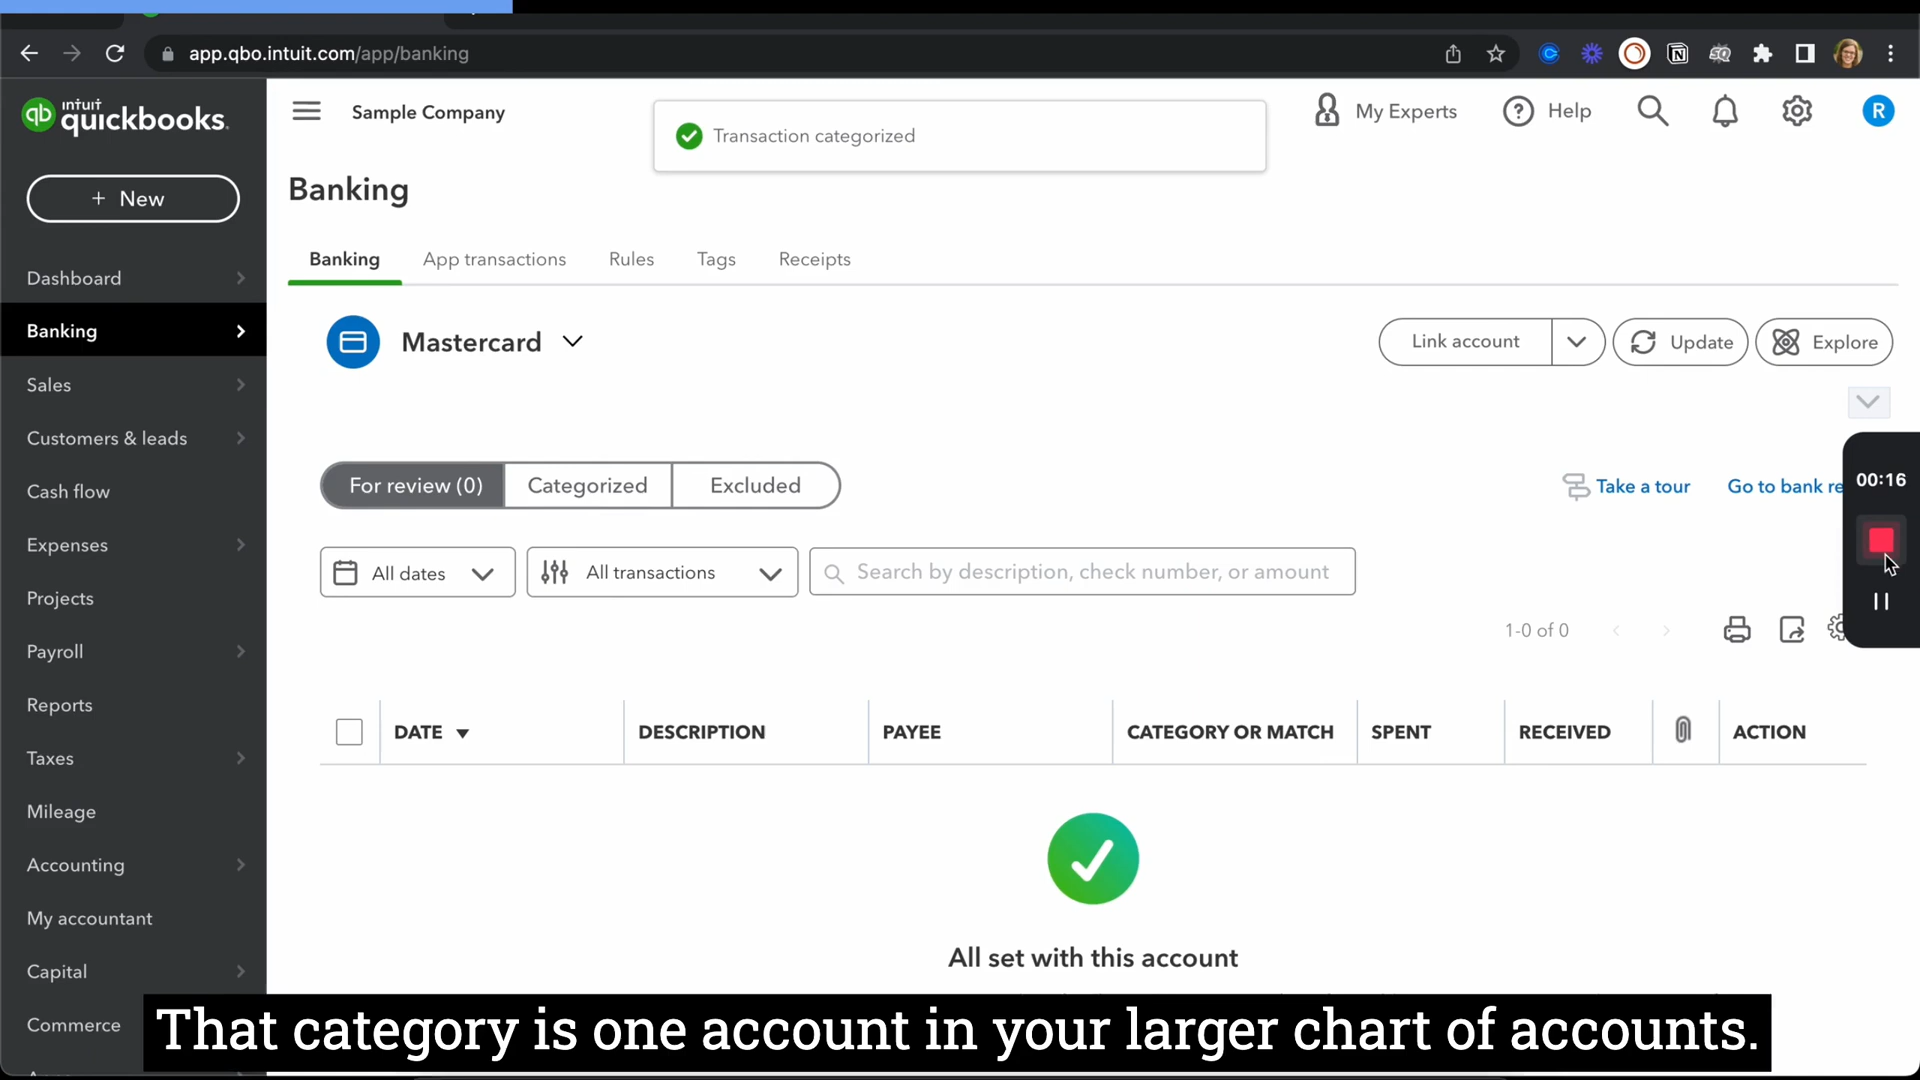 app.qbo.intuit.com/app/banking
intuit
quickbooks.
qb
Sample Company
Transaction categorized
My Experts
Help
R
+ New
Banking
Banking
App transactions
Rules
Tags
Receipts
Dashboard
Banking
Sales
Customers & leads
Cash flow
Expenses
Projects
Payroll
Reports
Taxes
Mileage
Accounting
My accountant
Capital
Commerce
Mastercard
Link account
Update
Explore
For review (0)
Categorized
Excluded
Take a tour
Go to bank re
00:16
All dates
All transactions
Search by description, check number, or amount
1-0 of 0
DATE
DESCRIPTION
PAYEE
CATEGORY OR MATCH
SPENT
RECEIVED
ACTION
All set with this account
That category is one account in your larger chart of accounts.